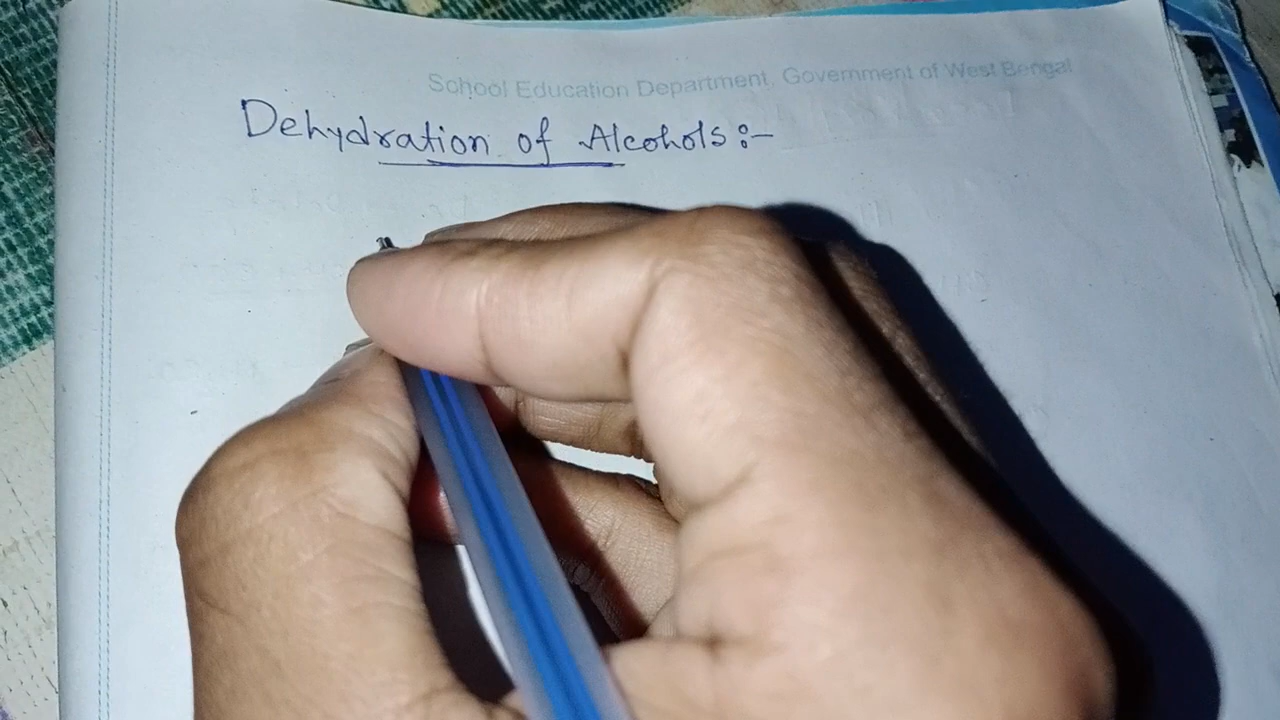 School Education Department, Government of West Bengal
Dehydration of Alcohols:-